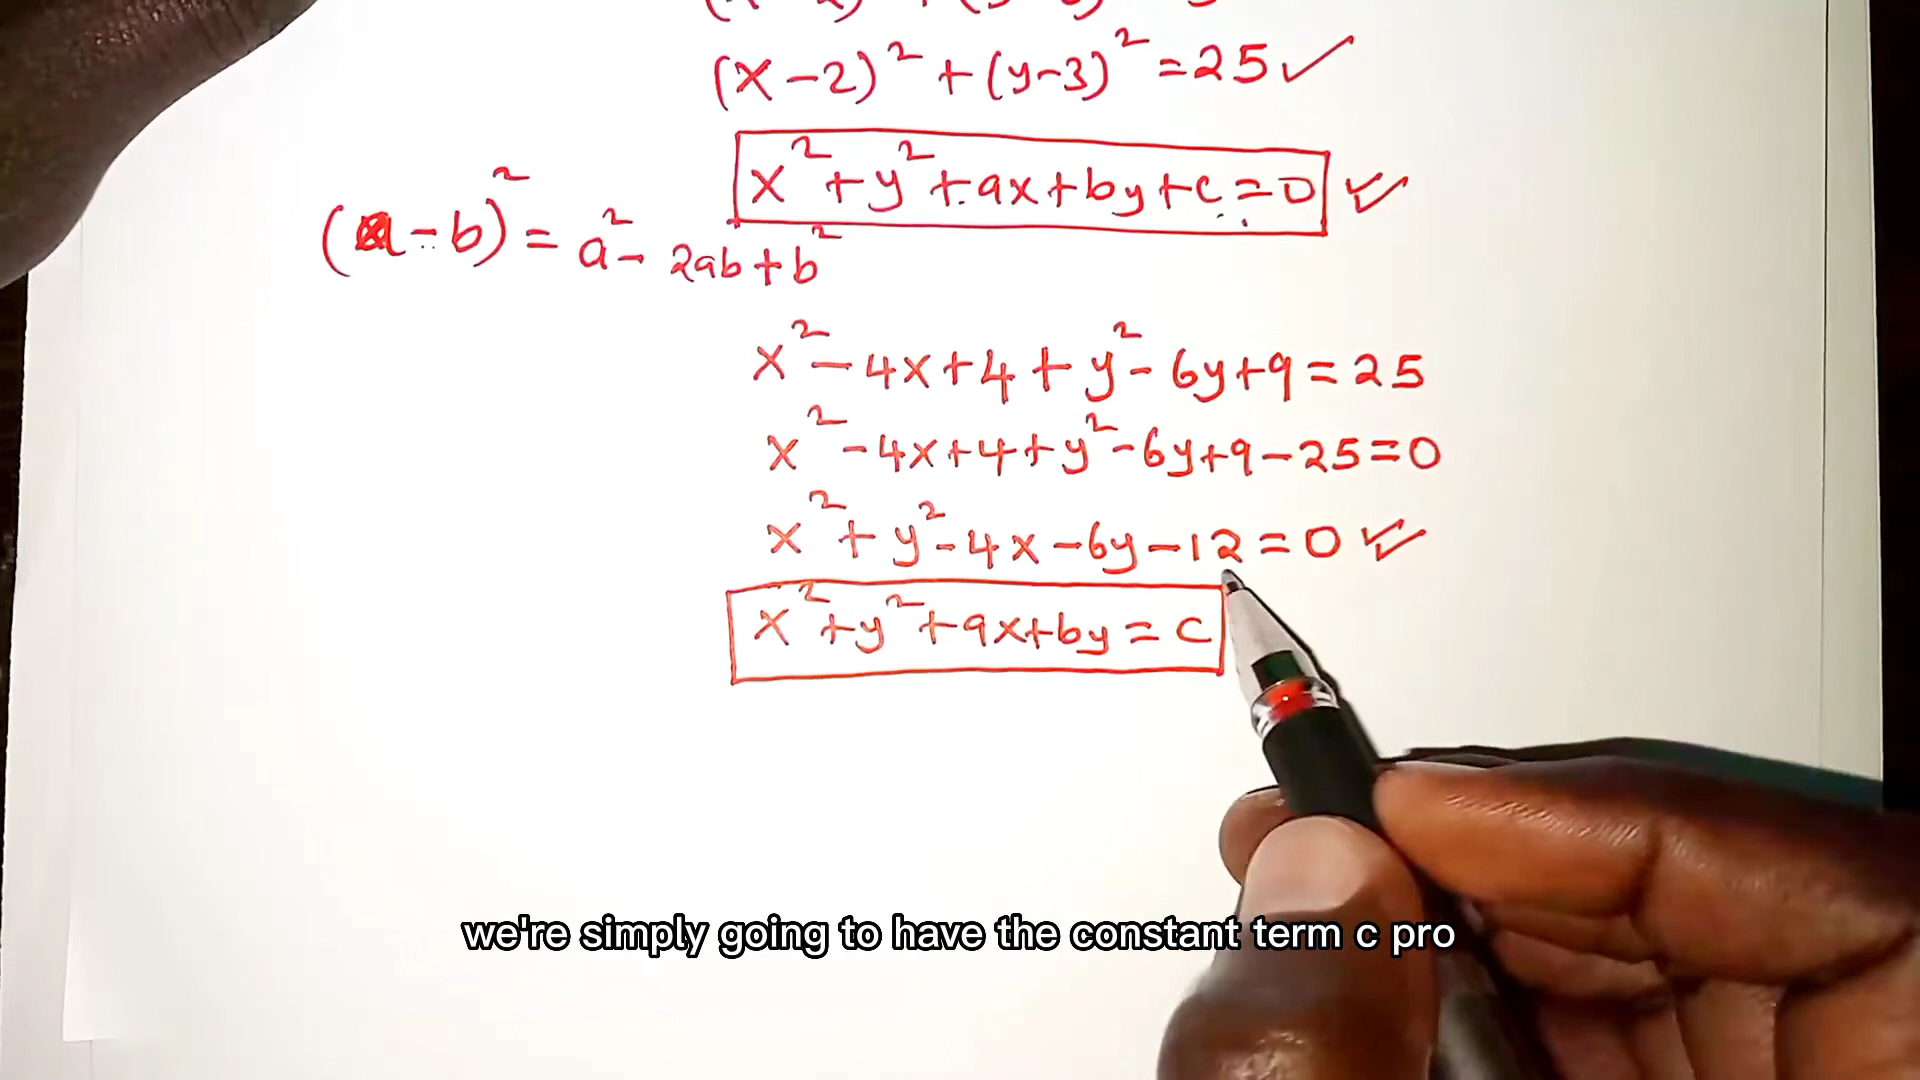 (x-2)² + (y-3)² = 25 ✓
x² + y² + ax + by + c = 0 ✓
(a-b)² = a² - 2ab + b²
x² - 4x + 4 + y² - 6y + 9 = 25
x² - 4x + 4 + y² - 6y + 9 - 25 = 0
x² + y² - 4x - 6y - 12 = 0 ✓
x² + y² + ax + by = c
we're simply going to have the constant term c pro